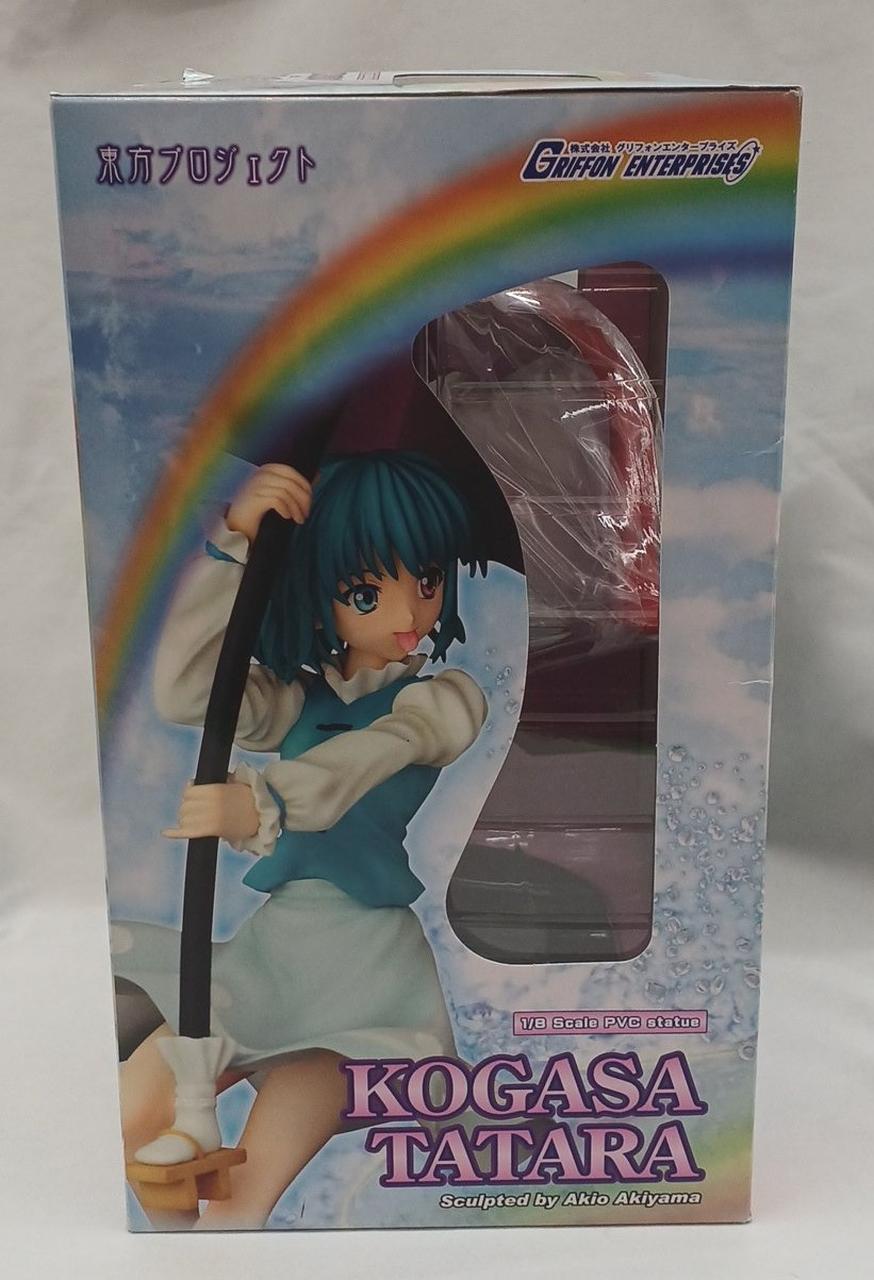 東方プロジェクト
株式会社 グリフォンエンタープライズ
GRIFFON ENTERPRISES
1/8 Scale PVC statue
KOGASA
TATARA
Sculpted by Akio Akiyama